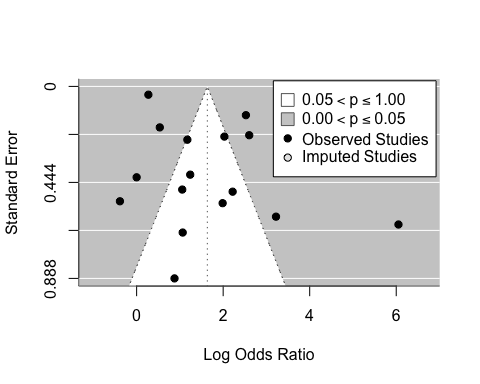 0.05 < p ≤ 1.00
0.00 < p ≤ 0.05
Observed Studies
Imputed Studies
Standard Error
0
0.444
0.888
0 2 4 6
Log Odds Ratio